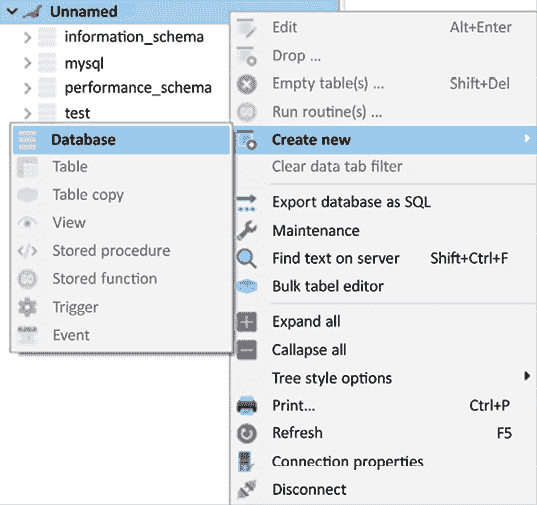 Unnamed
information_schema
mysql
performance_schema
test
Database
Table
Table copy
View
Stored procedure
Stored function
Trigger
Event
Edit Alt+Enter
Drop ...
Empty table(s) ... Shift+Del
Run routine(s) ...
Create new
Clear data tab filter
Export database as SQL
Maintenance
Find text on server Shift+Ctrl+F
Bulk tabel editor
Expand all
Callapse all
Tree style options
Print... Ctrl+P
Refresh F5
Connection properties
Disconnect